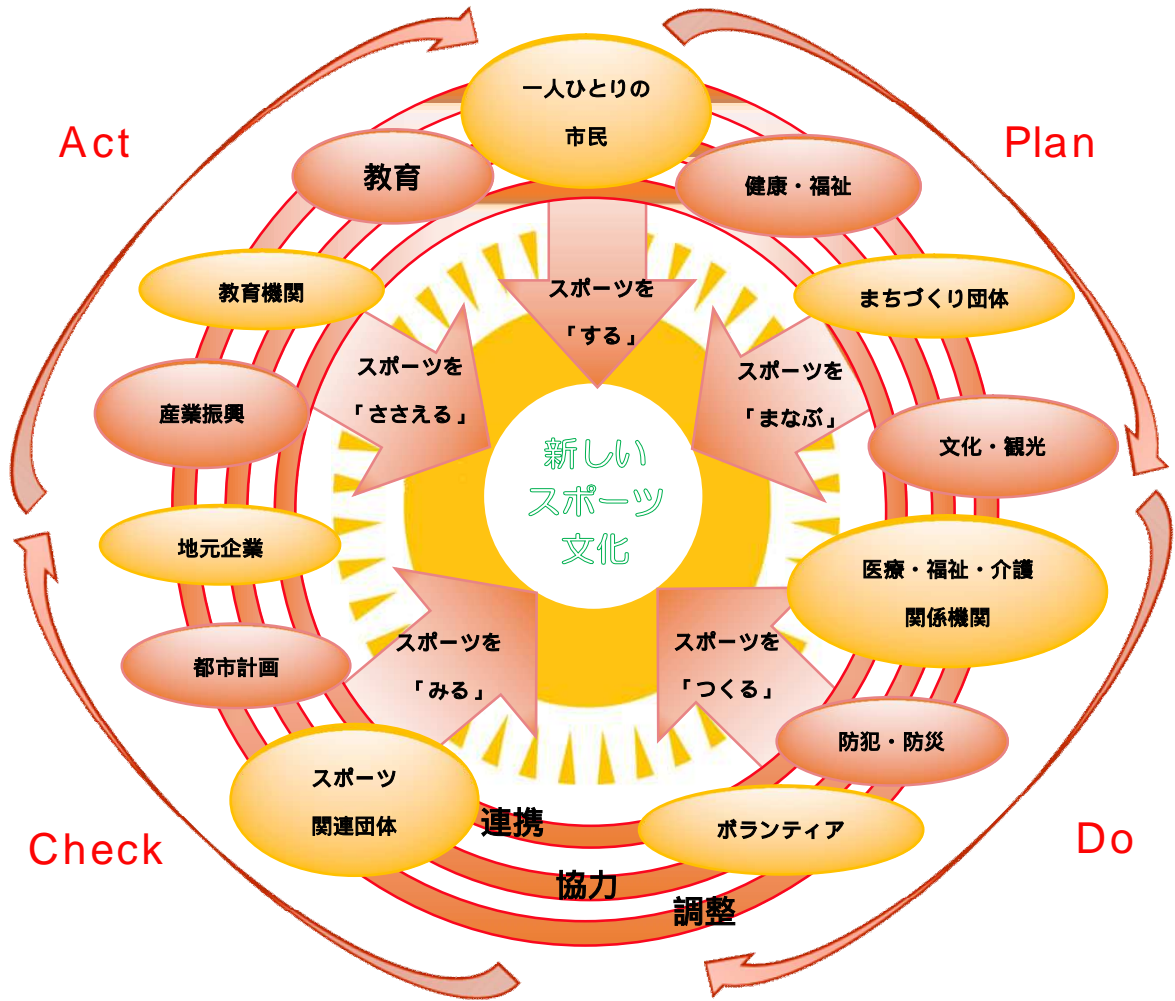 一人ひとりの
市民
Act
Plan
教育
健康・福祉
教育機関
まちづくり団体
スポーツを
「する」
スポーツを
「ささえる」
スポーツを
「まなぶ」
産業振興
文化・観光
新しい
スポーツ
文化
地元企業
医療・福祉・介護
関係機関
都市計画
スポーツを
「みる」
スポーツを
「つくる」
防犯・防災
スポーツ
関連団体
ボランティア
連携
協力
調整
Check
Do